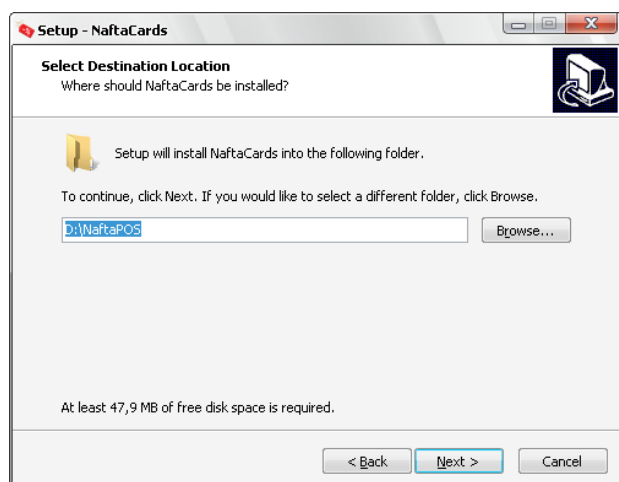 Setup - NaftaCards
Select Destination Location
Where should NaftaCards be installed?
Setup will install NaftaCards into the following folder.
To continue, click Next. If you would like to select a different folder, click Browse.
D:\NaftaPOS
Browse...
At least 47,9 MB of free disk space is required.
< Back
Next >
Cancel